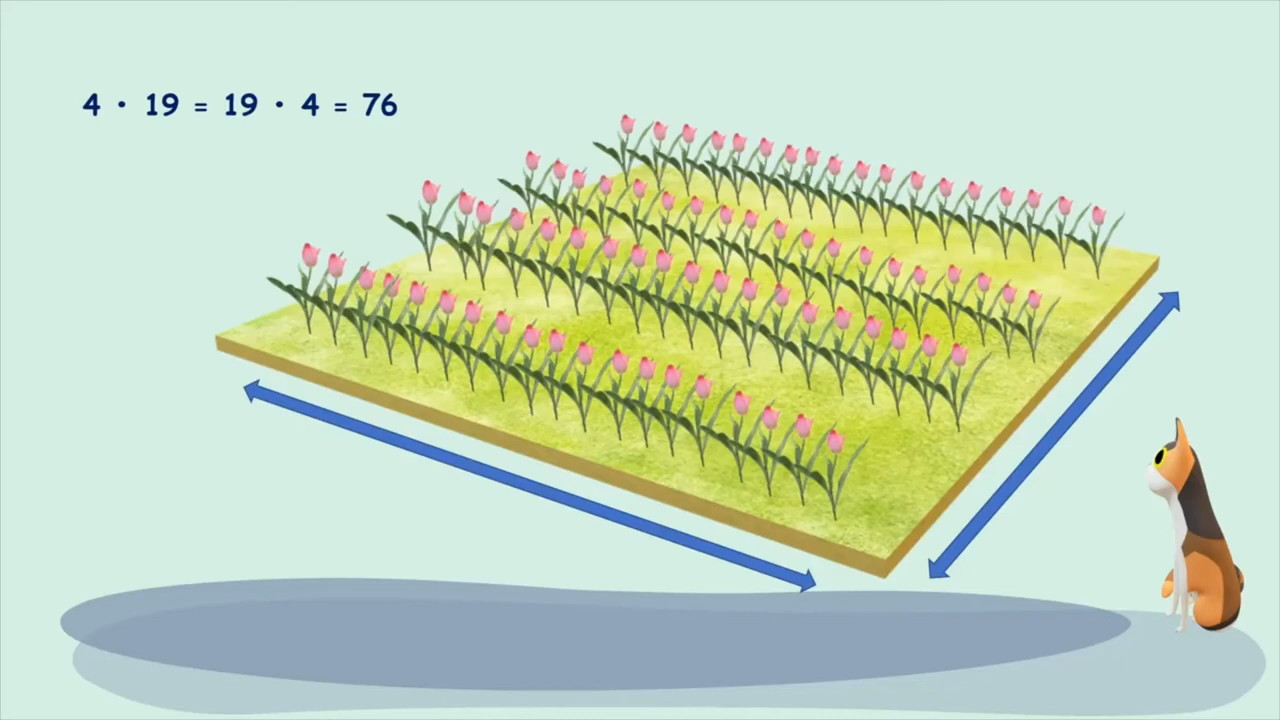 4 · 19 = 19 · 4 = 76